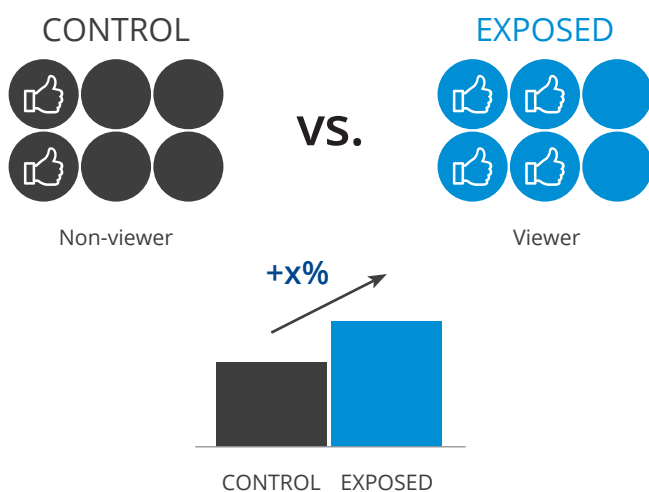 CONTROL
EXPOSED
VS.
Non-viewer
Viewer
+x%
CONTROL
EXPOSED